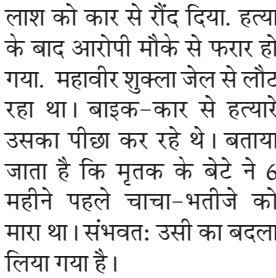 लाश को कार से रौंद दिया. हत्या
के बाद आरोपी मौके से फरार हो
गया. महावीर शुक्ला जेल से लौट
रहा था। बाइक-कार से हत्यारे
उसका पीछा कर रहे थे। बताया
जाता है कि मृतक के बेटे ने 6
महीने पहले चाचा-भतीजे को
मारा था। संभवत: उसी का बदला
लिया गया है।